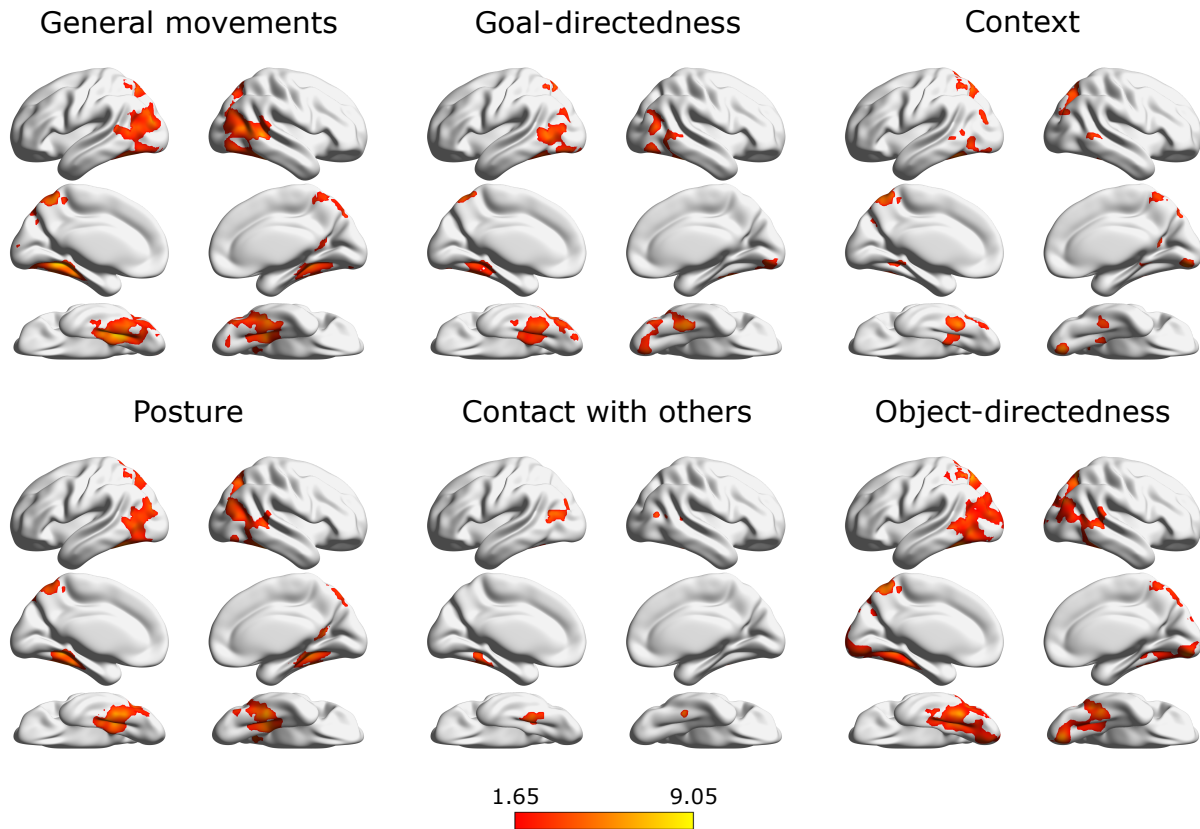 General movements
Goal-directedness
Context
Posture
Contact with others
Object-directedness
1.65
9.05